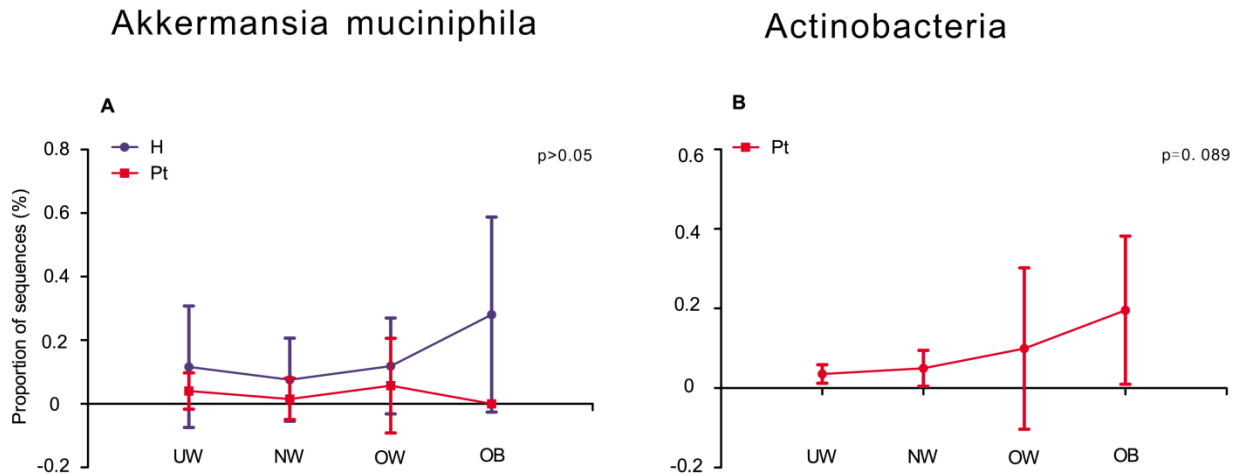 Akkermansia muciniphila
Actinobacteria
A
H
Pt
p>0.05
Proportion of sequences (%)
0.8
0.6
0.4
0.2
0
-0.2
UW NW OW OB
B
Pt
p=0.089
0.6
0.4
0.2
0
-0.2
UW NW OW OB